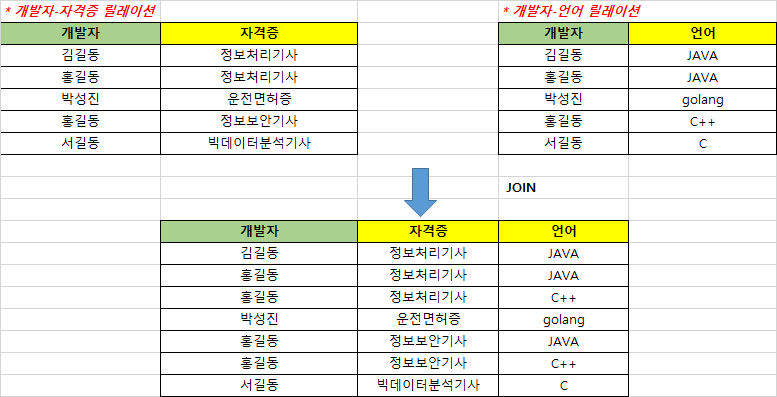 * 개발자-자격증 릴레이션 * 개발자-언어 릴레이션
개발자 자격증 개발자 언어
김길동 정보처리기사 김길동 JAVA
홍길동 정보처리기사 홍길동 JAVA
박성진 운전면허증 박성진 golang
홍길동 정보보안기사 홍길동 C++
서길동 빅데이터분석기사 서길동 C
JOIN
개발자 자격증 언어
김길동 정보처리기사 JAVA
홍길동 정보처리기사 JAVA
홍길동 정보처리기사 C++
박성진 운전면허증 golang
홍길동 정보보안기사 JAVA
홍길동 정보보안기사 C++
서길동 빅데이터분석기사 C